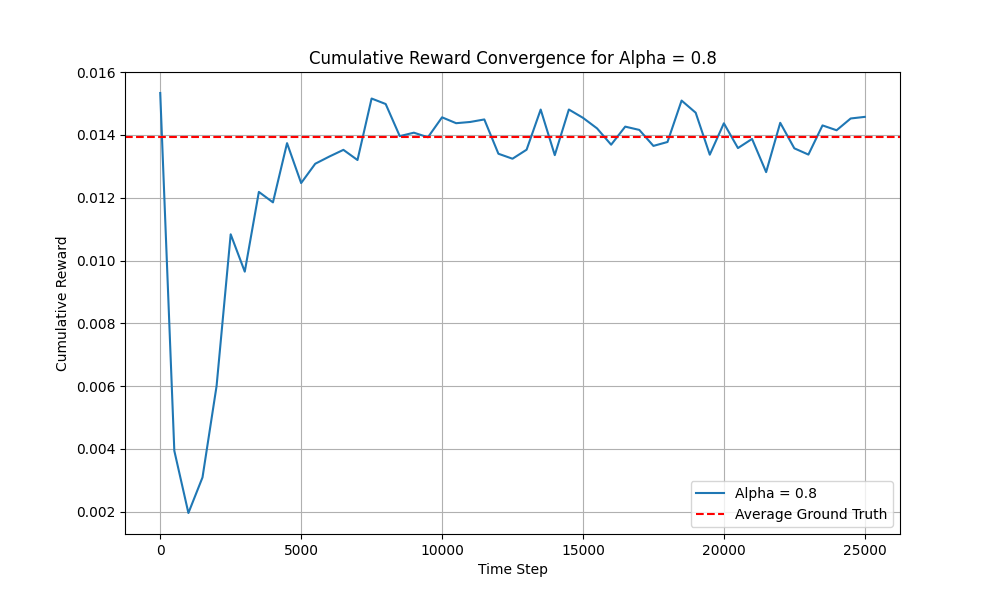 Cumulative Reward Convergence for Alpha = 0.8
Cumulative Reward
0.016
0.014
0.012
0.010
0.008
0.006
0.004
0.002
Alpha = 0.8
Average Ground Truth
0 5000 10000 15000 20000 25000
Time Step